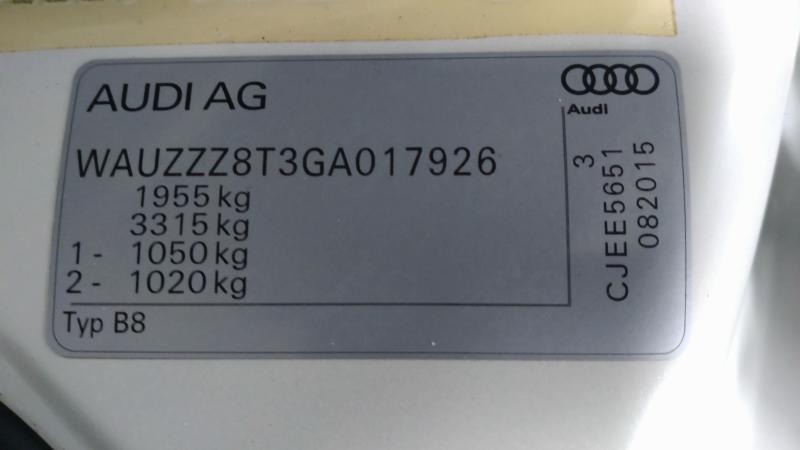 AUDI AG
Audi
WAUZZZ8T3GA017926
1955 kg
3315 kg
1 - 1050 kg
2 - 1020 kg
Typ B8
3
CJEE5651
082015